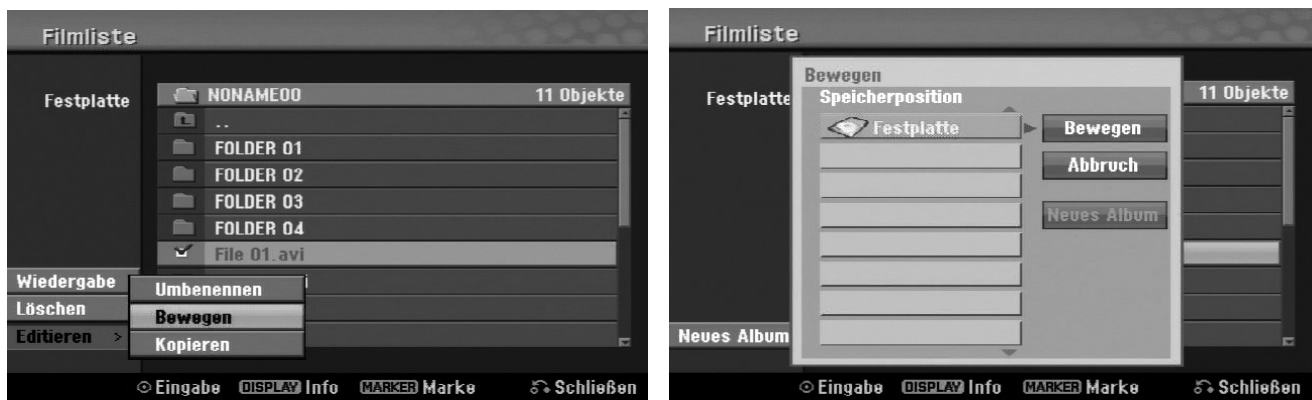 Filmliste
Festplatte
NONAME00 11 Objekte
..
FOLDER 01
FOLDER 02
FOLDER 03
FOLDER 04
File 01.avi
Wiedergabe
Löschen
Editieren >
Umbenennen
Bewegen
Kopieren
Eingabe DISPLAY Info MARKER Marke Schließen
Filmliste
Festplatte
11 Objekte
Bewegen
Speicherposition
Festplatte
Bewegen
Abbruch
Neues Album
Neues Album
Eingabe DISPLAY Info MARKER Marke Schließen